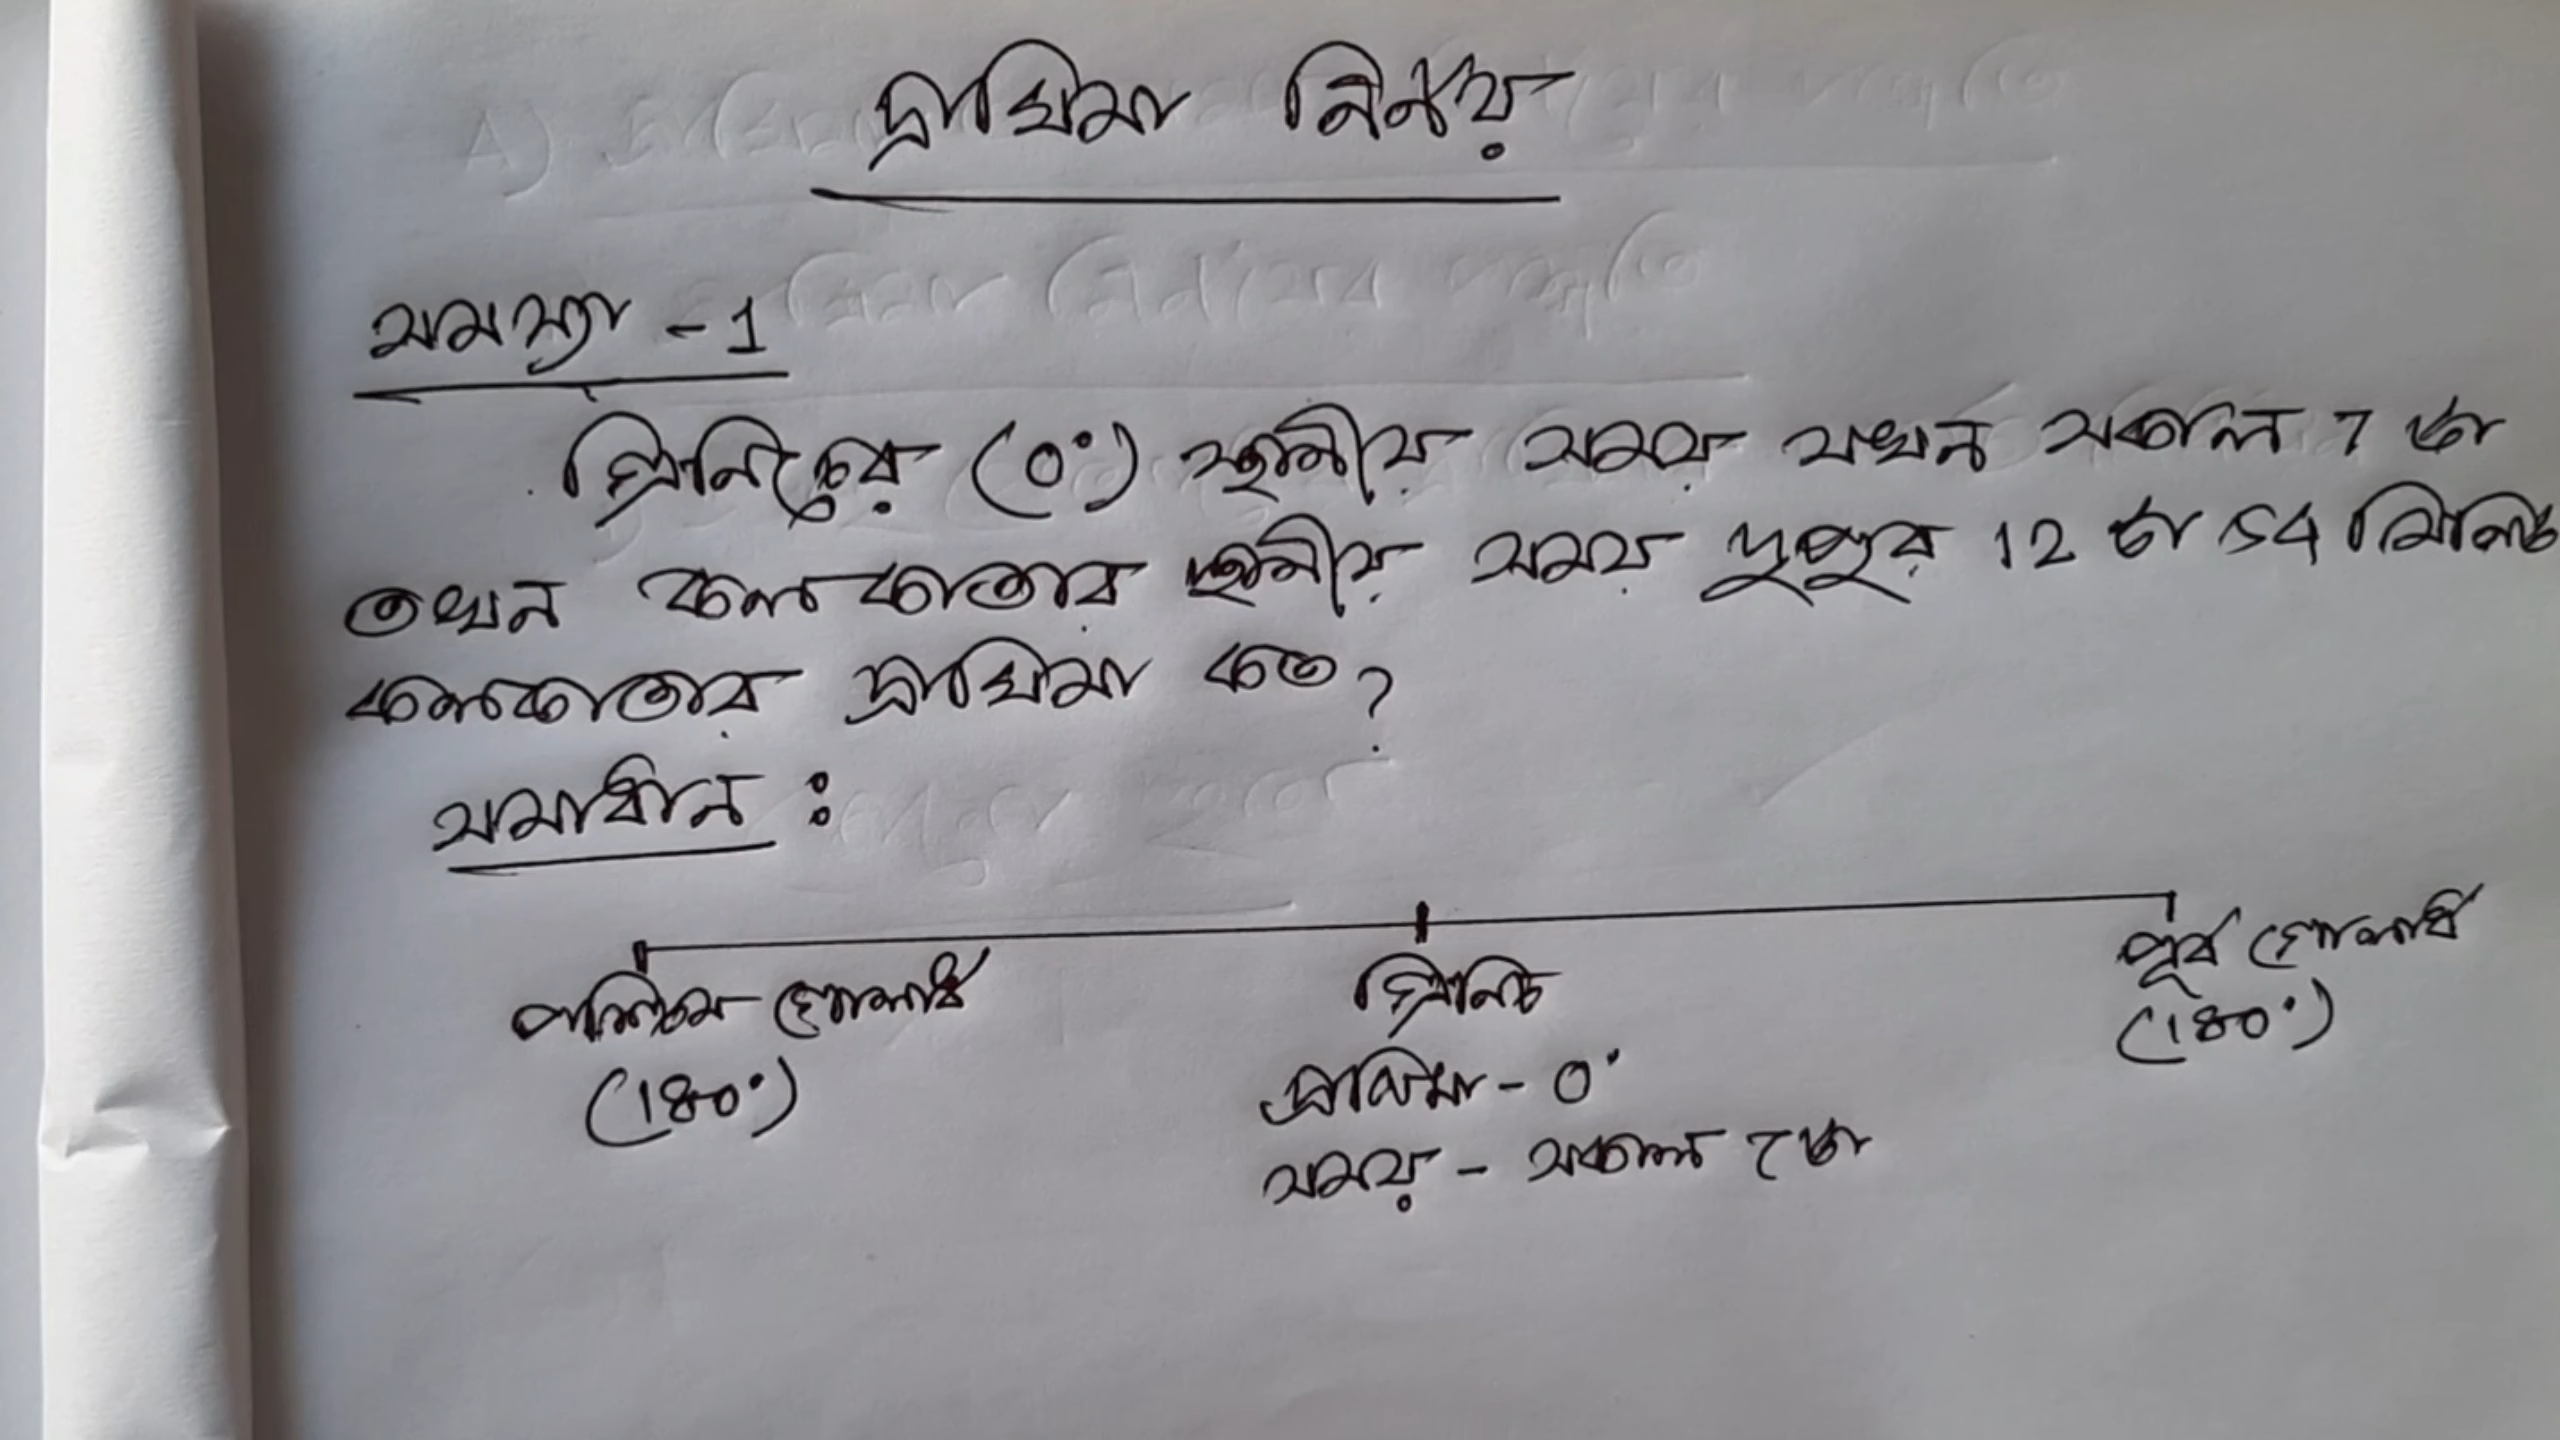 দ্রাঘিমা নির্ণয়
সমস্যা - 1
গ্রিনিচের (0°) স্থানীয় সময় যখন সকাল 7 টা
তখন কলকাতার স্থানীয় সময় দুপুর 12 টা 54 মিনিট
কলকাতার দ্রাঘিমা কত?
সমাধান :
পশ্চিম গোলার্ধ গ্রিনিচ পূর্ব গোলার্ধ
(180°) দ্রাঘিমা - 0° (180°)
সময় - সকাল 7 টা